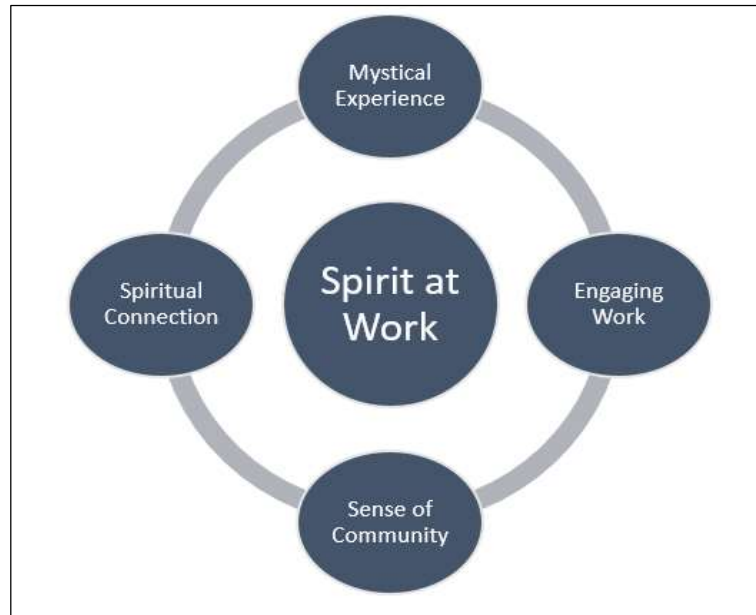 Mystical
Experience
Spiritual
Connection
Spirit at
Work
Engaging
Work
Sense of
Community